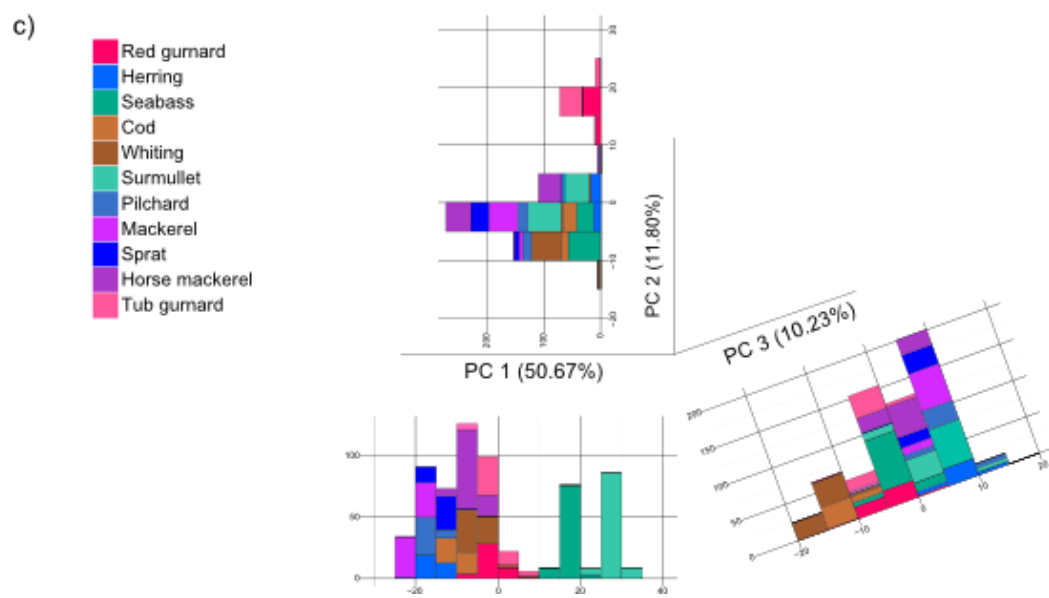 c)
Red gurnard
Herring
Seabass
Cod
Whiting
Surmullet
Pilchard
Mackerel
Sprat
Horse mackerel
Tub gurnard
30
20
10
0
−10
−20
200
100
0
PC 2 (11.80%)
PC 1 (50.67%)
PC 3 (10.23%)
200
150
100
50
0
−20
−10
0
10
20
100
50
0
−20
0
20
40